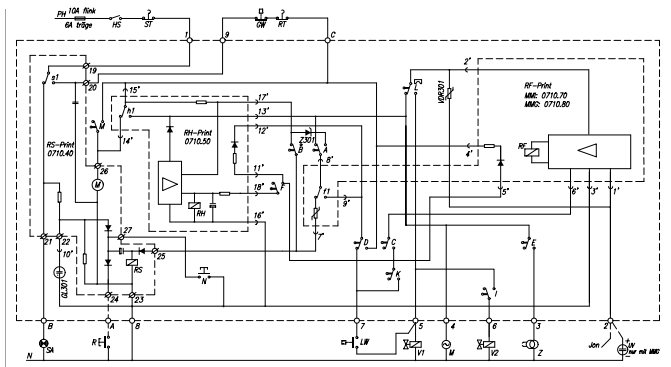 PH 10A flink HS ST
6A träge
GW RT
1 9 C
s1 19 20
M 15' h1 17' 13' 12'
14'
RS-Print
0710.40
RH-Print
0710.50
Z301 B A
8'
L VDR301 2'
RF-Print
MMI: 0710.70
MMG: 0710.80
RF
4'
6' 3' 1'
5'
11'
18' F
f1
9'
26
M
RH
16'
7'
27
21 22
10'
GL301
25
RS
N
24 23
D C K E I
B A 8 7 5 4 6 3 2
SA R LW V1 M V2 Z Jon UV
nur mit MMG
N